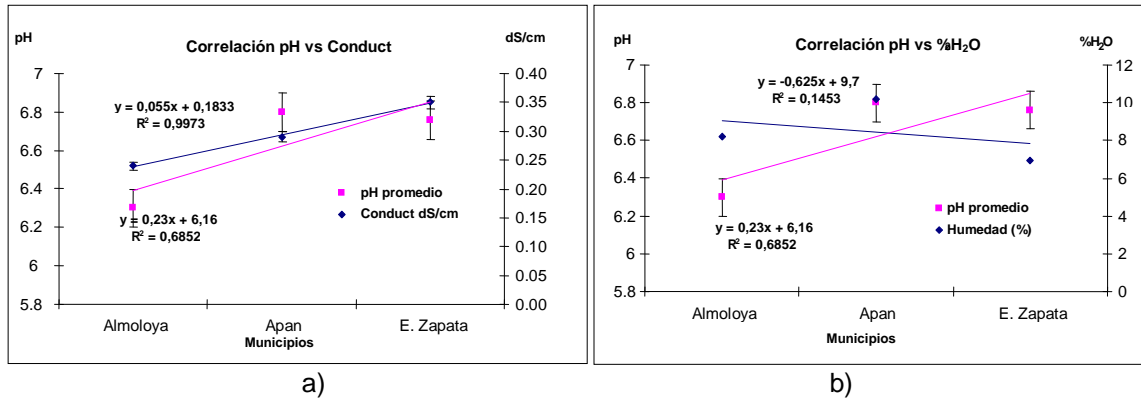 Correlación pH vs Conduct
pH
dS/cm
7
6.8
6.6
6.4
6.2
6
5.8
0.40
0.35
0.30
0.25
0.20
0.15
0.10
0.05
0.00
y = 0,055x + 0,1833
R² = 0,9973
y = 0,23x + 6,16
R² = 0,6852
pH promedio
Conduct dS/cm
Almoloya Apan E. Zapata
Municipios
a)
Correlación pH vs %H₂O
pH
%H₂O
7
6.8
6.6
6.4
6.2
6
5.8
12
10
8
6
4
2
0
y = -0,625x + 9,7
R² = 0,1453
y = 0,23x + 6,16
R² = 0,6852
pH promedio
Humedad (%)
Almoloya Apan E. Zapata
Municipios
b)